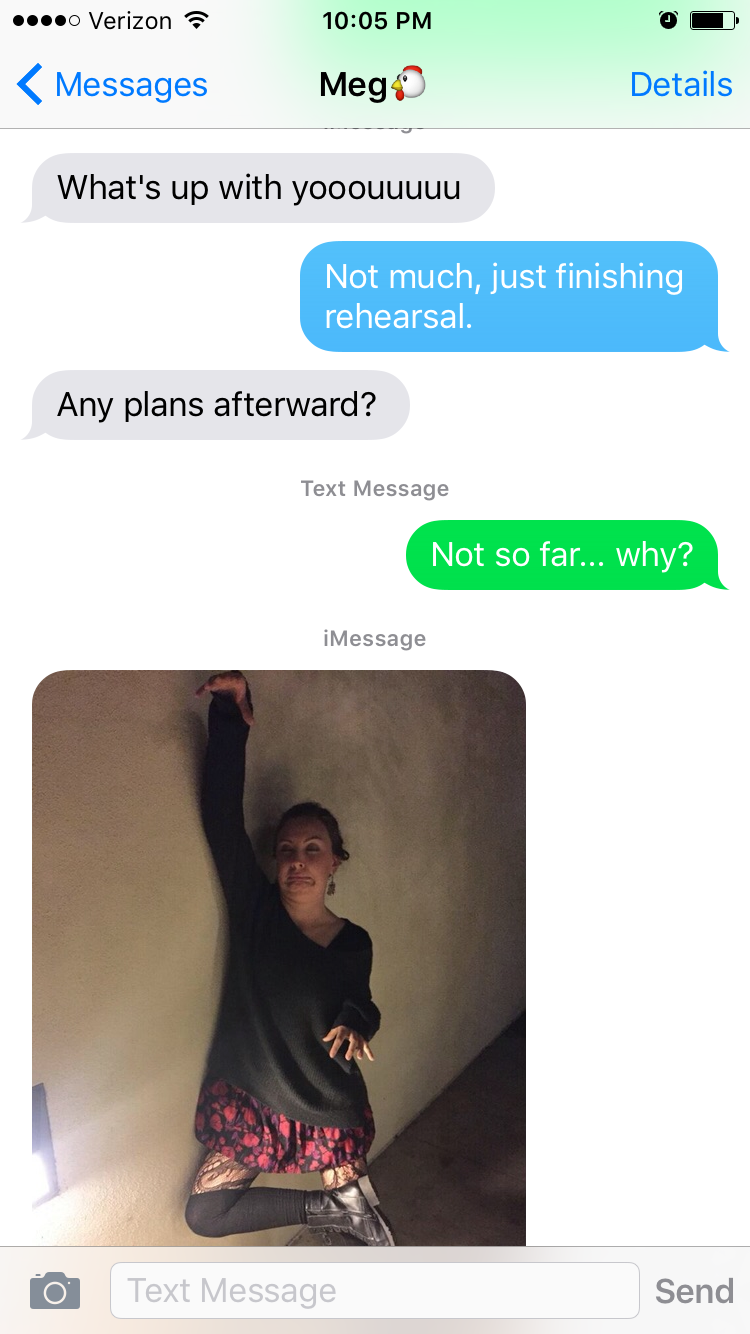 Verizon 10:05 PM
Messages Meg🐔 Details
iMessage
What's up with yooouuuuu
Not much, just finishing
rehearsal.
Any plans afterward?
Text Message
Not so far... why?
iMessage
Text Message Send